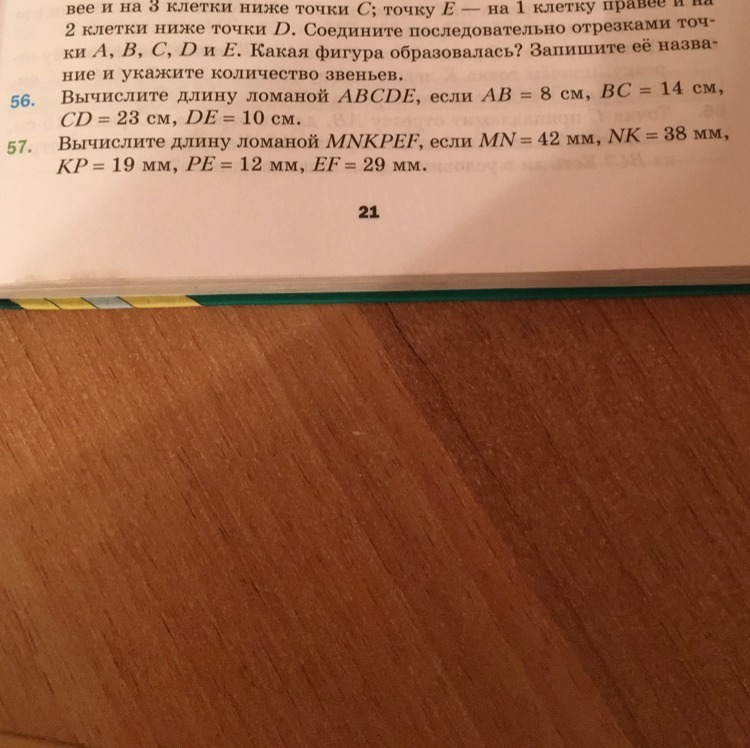 вее и на 3 клетки ниже точки C; точку E — на 1 клетку правее и на
2 клетки ниже точки D. Соедините последовательно отрезками точ-
ки A, B, C, D и E. Какая фигура образовалась? Запишите её назва-
ние и укажите количество звеньев.
56. Вычислите длину ломаной ABCDE, если AB = 8 см, BC = 14 см,
CD = 23 см, DE = 10 см.
57. Вычислите длину ломаной MNKPEF, если MN = 42 мм, NK = 38 мм,
KP = 19 мм, PE = 12 мм, EF = 29 мм.
21